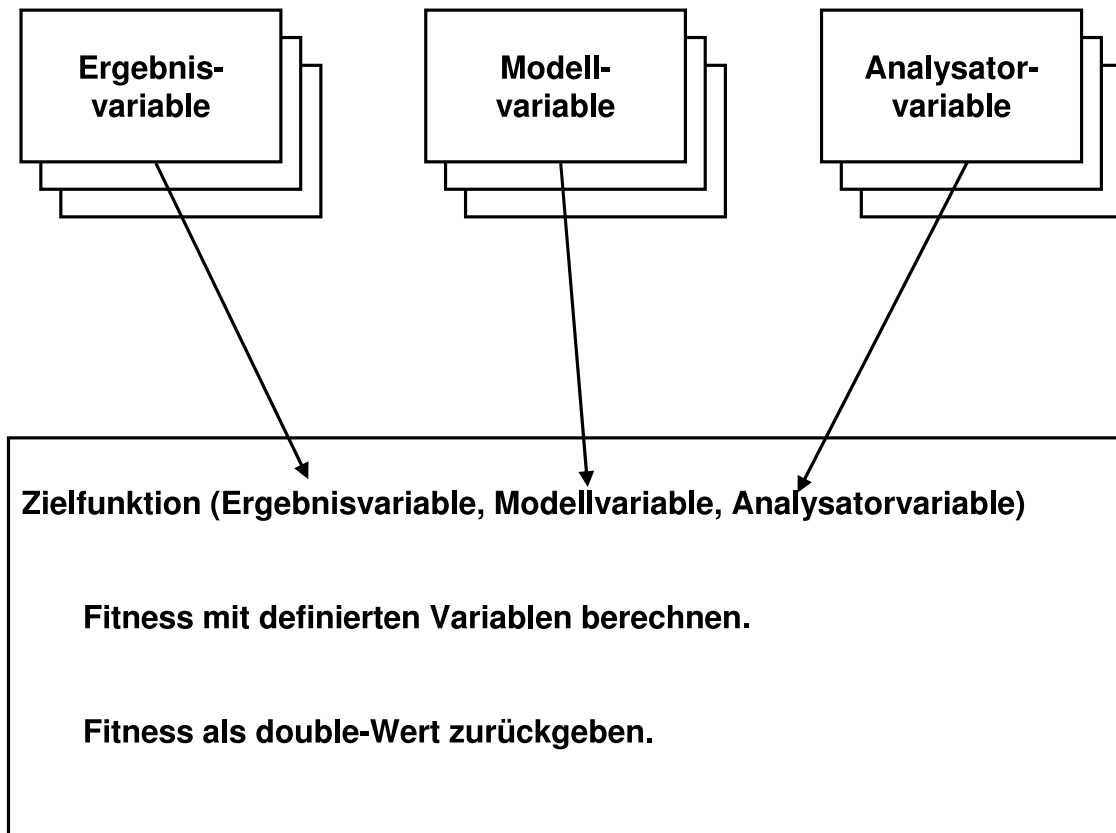 Ergebnis-
variable
Modell-
variable
Analysator-
variable
Zielfunktion (Ergebnisvariable, Modellvariable, Analysatorvariable)
Fitness mit definierten Variablen berechnen.
Fitness als double-Wert zurückgeben.